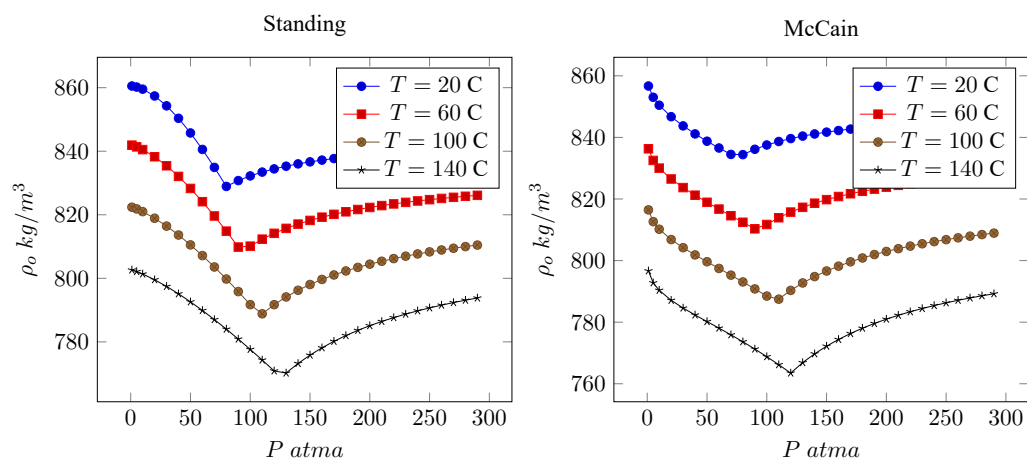 Standing
860
840
820
800
780
0 50 100 150 200 250 300
P atma
ρo kg/m³
T = 20 C
T = 60 C
T = 100 C
T = 140 C
McCain
860
840
820
800
780
760
0 50 100 150 200 250 300
P atma
ρo kg/m³
T = 20 C
T = 60 C
T = 100 C
T = 140 C